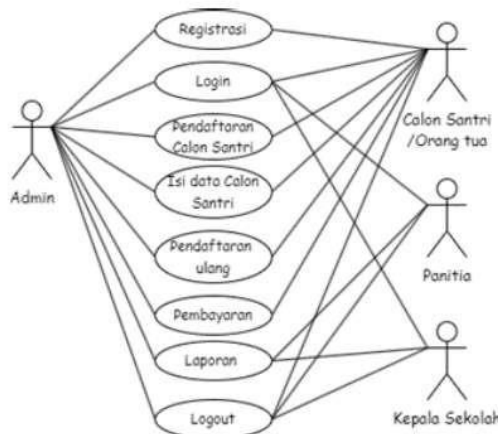 Registrasi
Login
Pendaftaran
Calon Santri
Isi data Calon
Santri
Pendaftaran
ulang
Pembayaran
Laporan
Logout
Admin
Calon Santri
/Orang tua
Panitia
Kepala Sekolah